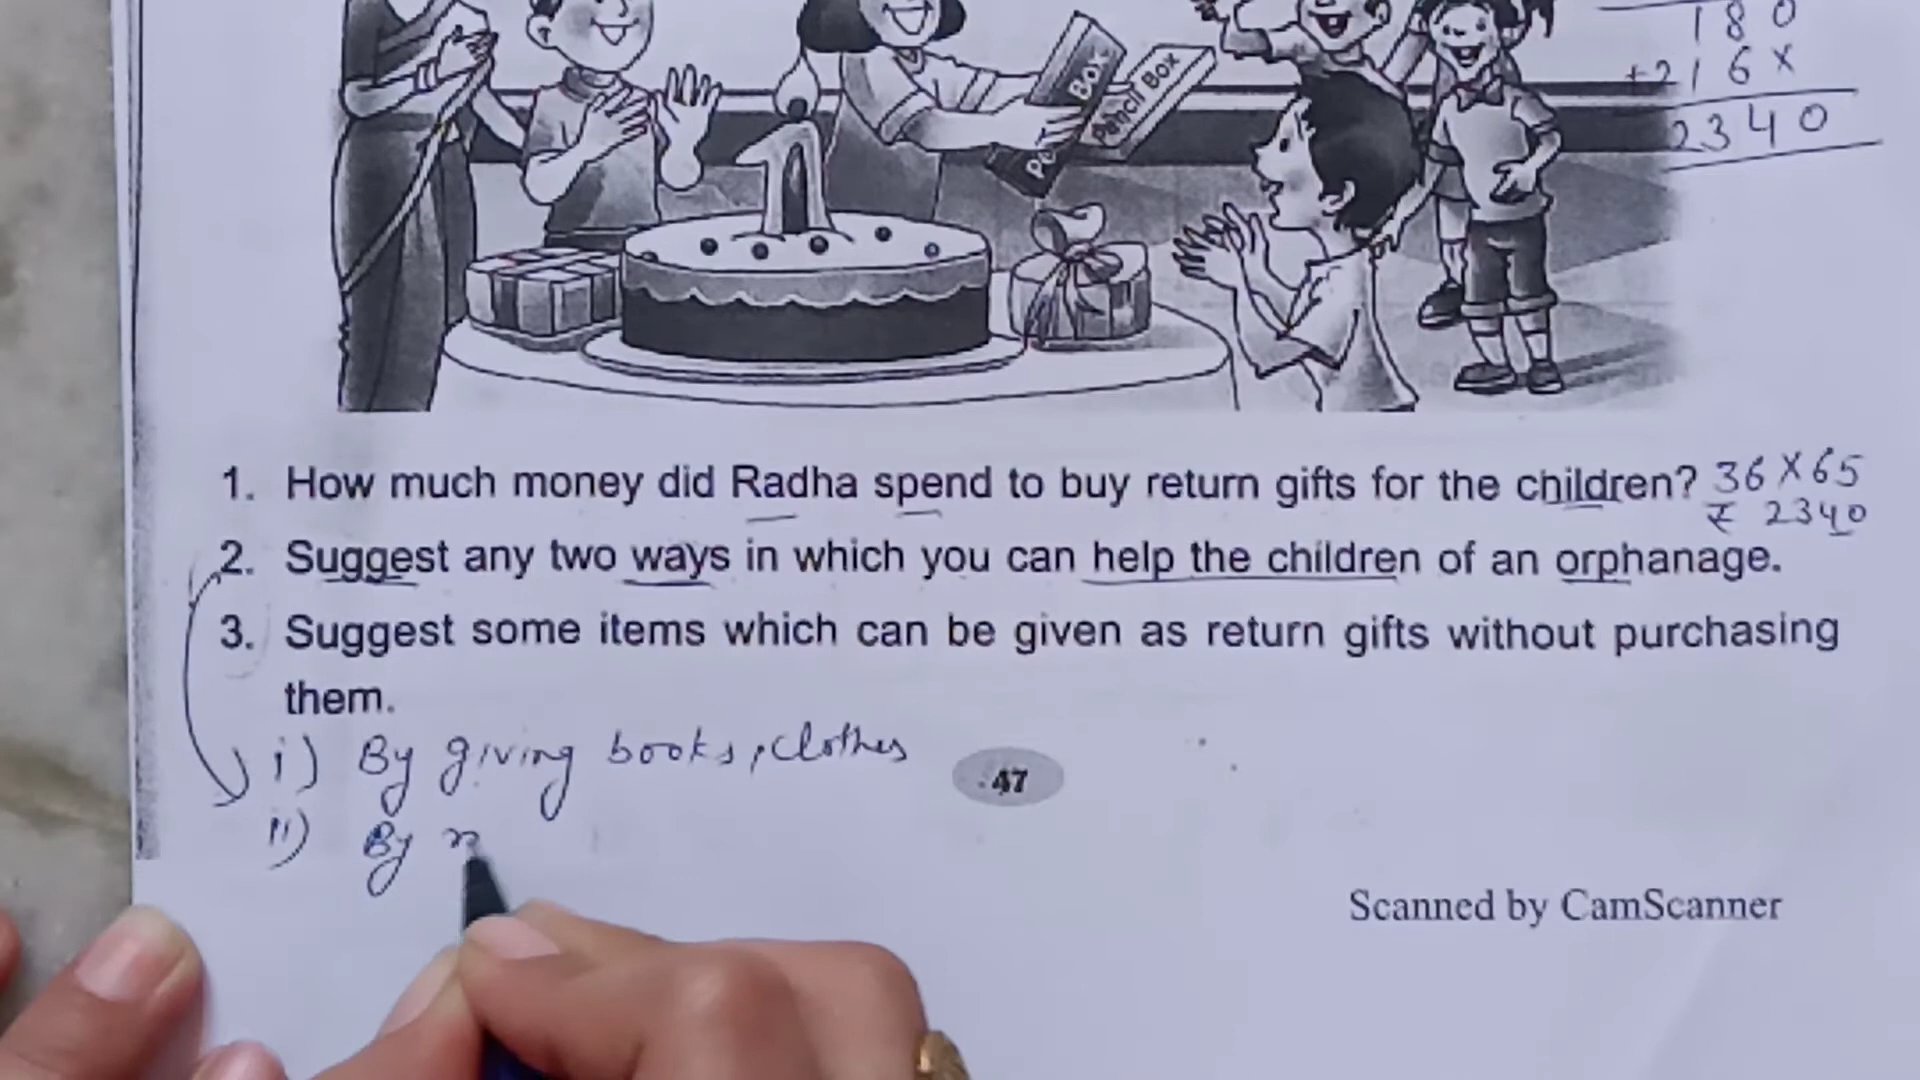 180
+216×
2340
Box
Pencil Box
1
1. How much money did Radha spend to buy return gifts for the children? 36×65
₹ 2340
2. Suggest any two ways in which you can help the children of an orphanage.
3. Suggest some items which can be given as return gifts without purchasing
them.
i) By giving books, clothes
47
ii) By
Scanned by CamScanner